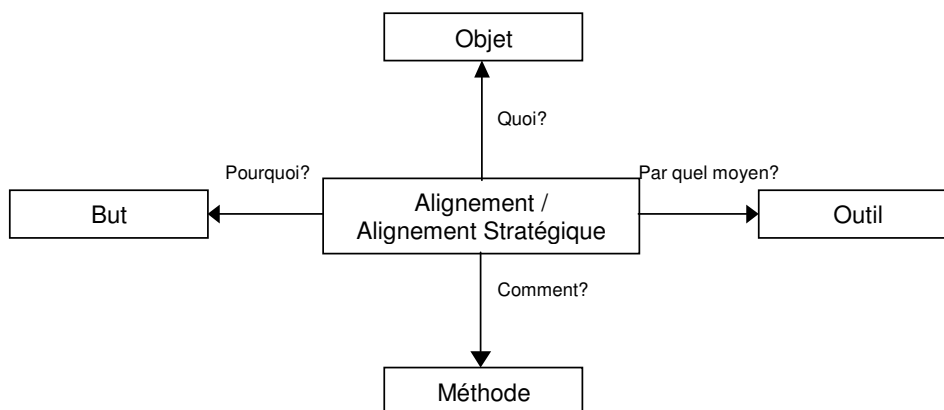 Objet
Quoi?
Pourquoi?
Par quel moyen?
But
Alignement /
Alignement Stratégique
Outil
Comment?
Méthode